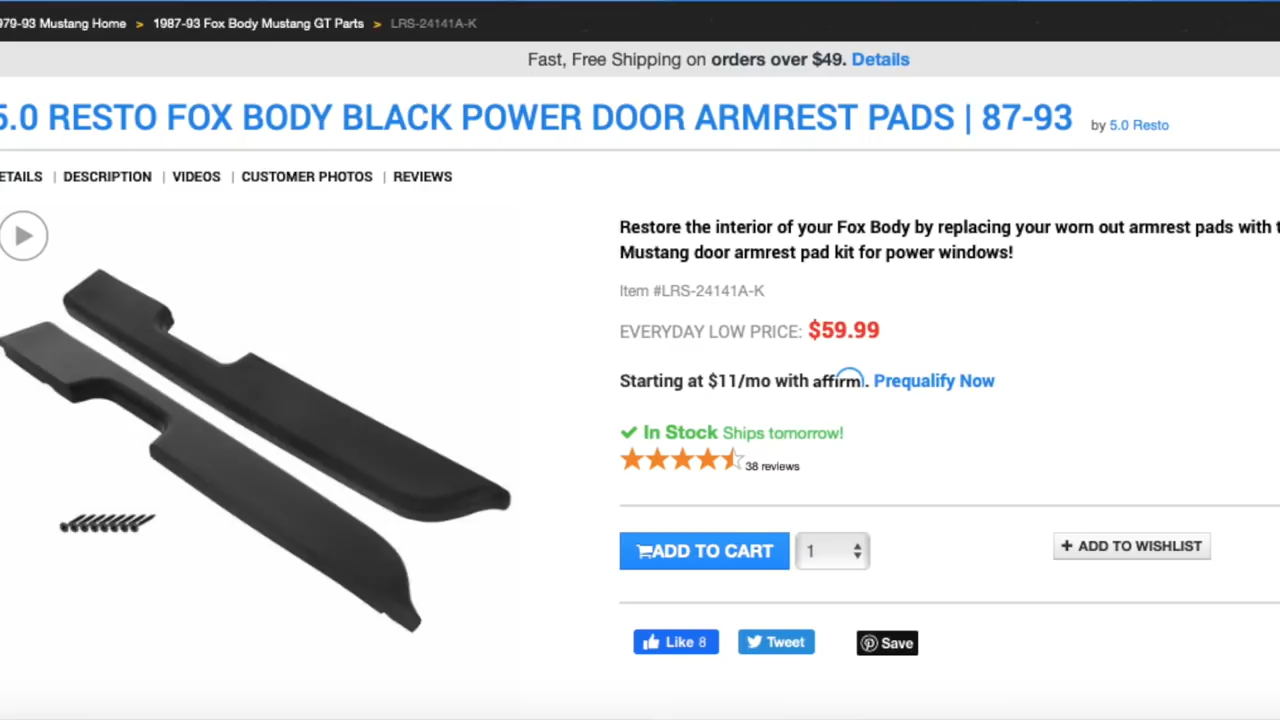 979-93 Mustang Home > 1987-93 Fox Body Mustang GT Parts > LRS-24141A-K
Fast, Free Shipping on orders over $49. Details
5.0 RESTO FOX BODY BLACK POWER DOOR ARMREST PADS | 87-93 by 5.0 Resto
ETAILS | DESCRIPTION | VIDEOS | CUSTOMER PHOTOS | REVIEWS
Restore the interior of your Fox Body by replacing your worn out armrest pads with t
Mustang door armrest pad kit for power windows!
Item #LRS-24141A-K
EVERYDAY LOW PRICE: $59.99
Starting at $11/mo with affirm. Prequalify Now
In Stock Ships tomorrow!
38 reviews
ADD TO CART 1 + ADD TO WISHLIST
Like 8 Tweet Save